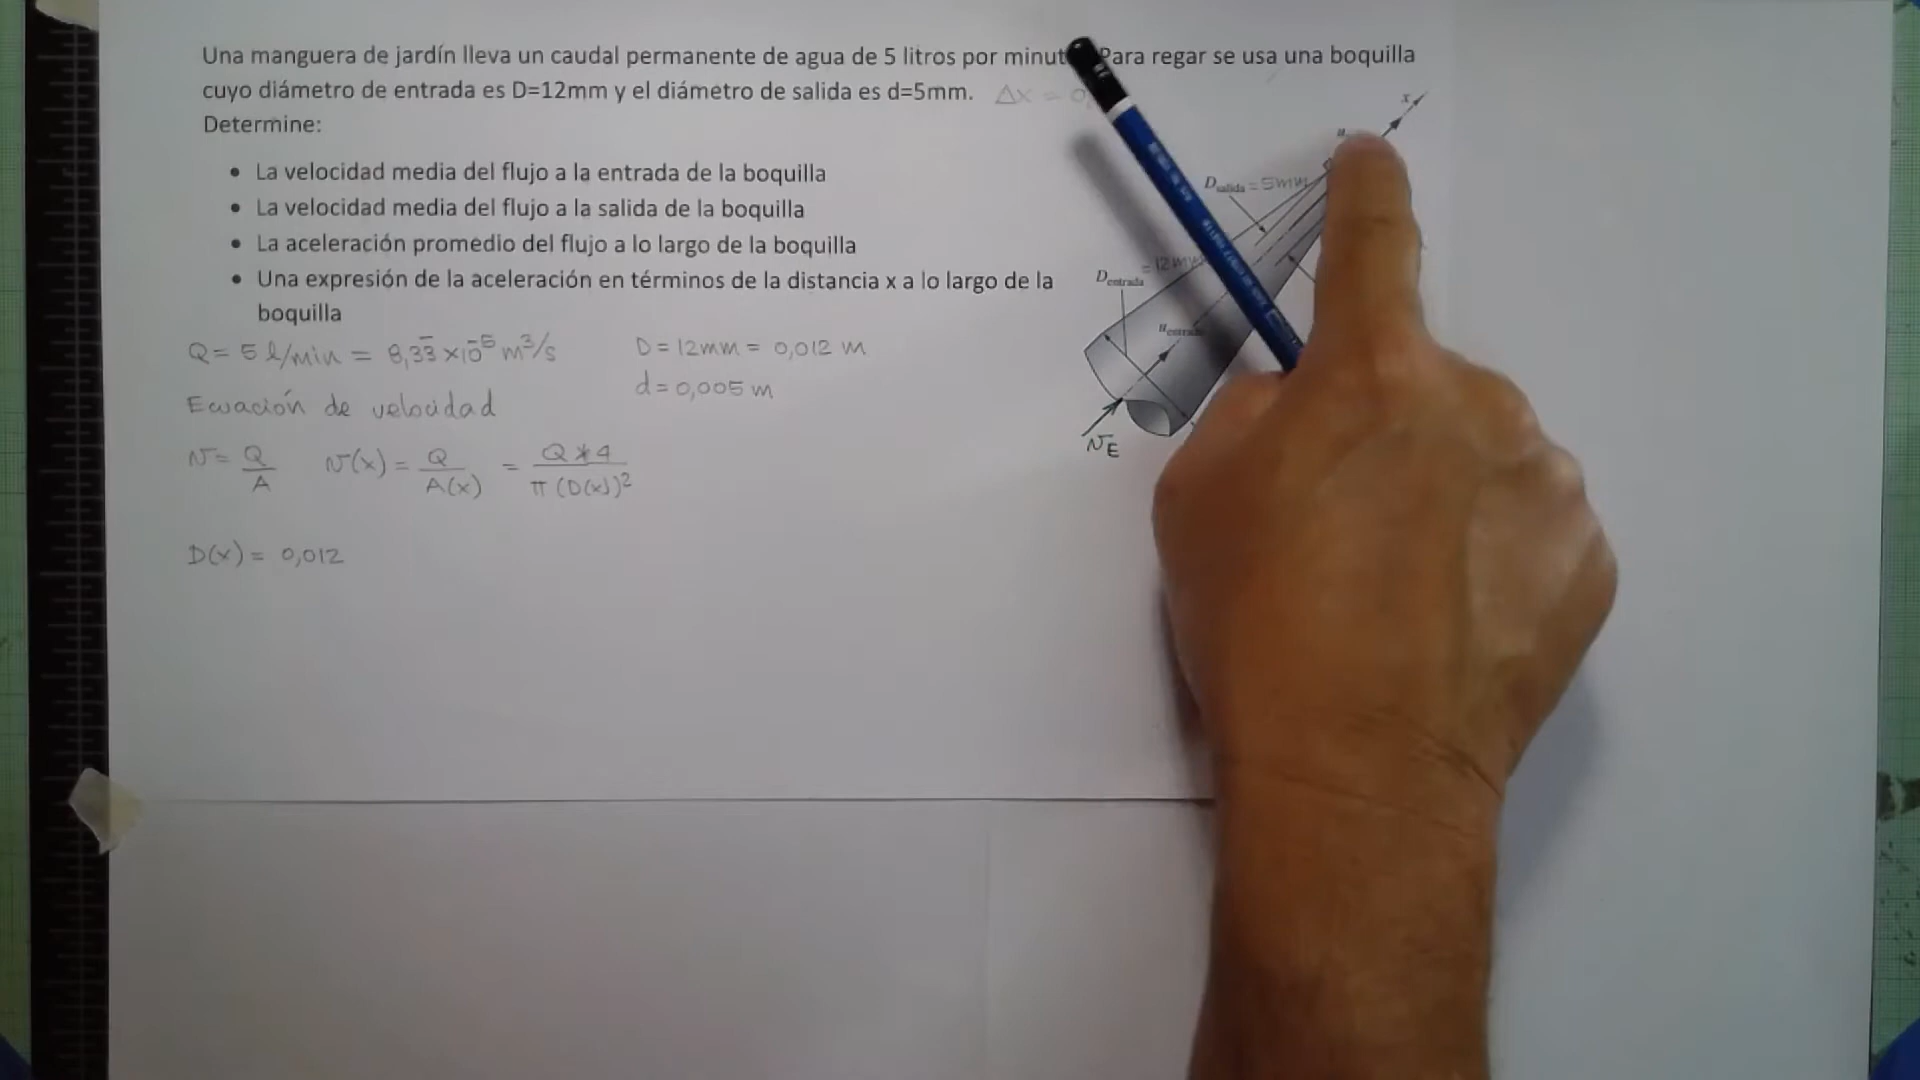 Una manguera de jardín lleva un caudal permanente de agua de 5 litros por minut Para regar se usa una boquilla
cuyo diámetro de entrada es D=12mm y el diámetro de salida es d=5mm. Δx = 0
Determine:
• La velocidad media del flujo a la entrada de la boquilla
• La velocidad media del flujo a la salida de la boquilla
• La aceleración promedio del flujo a lo largo de la boquilla
• Una expresión de la aceleración en términos de la distancia x a lo largo de la
boquilla
x
u
D salida = 5mm
D entrada = 12mm
u
N_E
Q = 5 l/min = 8,33̅ x10⁻⁵ m³/s
D = 12mm = 0,012 m
d = 0,005 m
Ecuación de velocidad
N = Q/A N(x) = Q/A(x) = Q*4/π (D(x))²
D(x) = 0,012